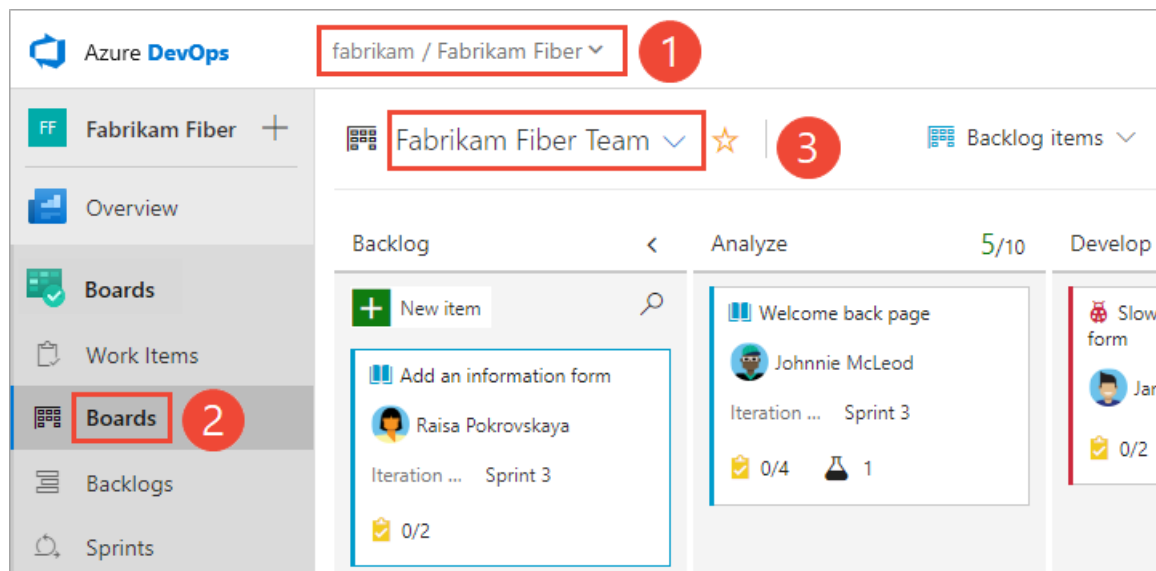 Azure DevOps
fabrikam / Fabrikam Fiber
1
FF
Fabrikam Fiber
Fabrikam Fiber Team
3
Backlog items
Overview
Boards
Work Items
Boards
2
Backlogs
Sprints
Backlog
New item
Add an information form
Raisa Pokrovskaya
Iteration ... Sprint 3
0/2
Analyze 5/10
Welcome back page
Johnnie McLeod
Iteration ... Sprint 3
0/4 1
Develop
Slow
form
Jar
0/2